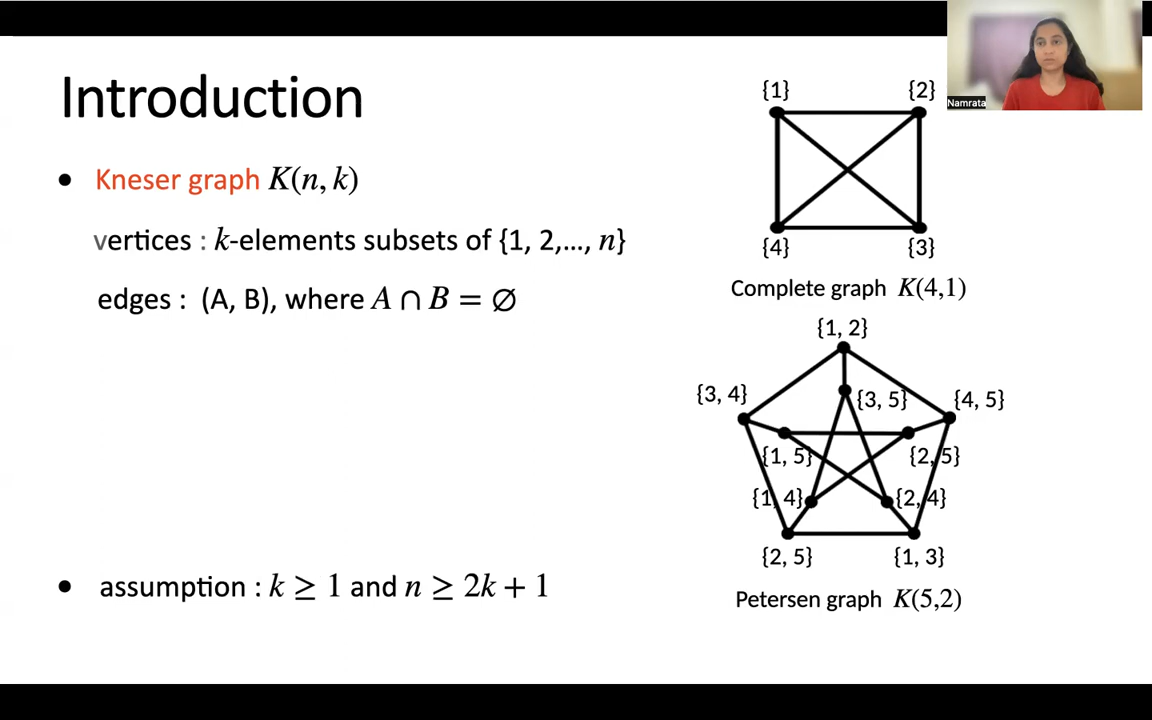 Introduction
Namrata
• Kneser graph K(n, k)
vertices : k-elements subsets of {1, 2,..., n}
edges : (A, B), where A ∩ B = ∅
• assumption : k ≥ 1 and n ≥ 2k + 1
{1} {2}
{4} {3}
Complete graph K(4,1)
{1, 2}
{3, 4} {3, 5} {4, 5}
{1, 5} {2, 5}
{1, 4} {2, 4}
{2, 5} {1, 3}
Petersen graph K(5,2)